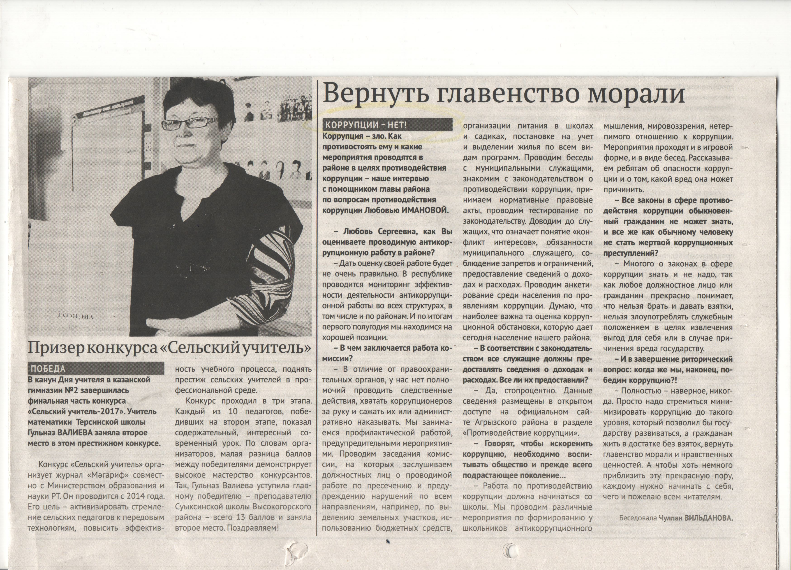 Вернуть главенство морали
Призер конкурса «Сельский учитель»
ПОБЕДА
В канун Дня учителя в казанской
гимназии №2 завершилась
финальная часть конкурса
«Сельский учитель-2017». Учитель
математики Терсинской школы
Гульназ ВАЛИЕВА заняла второе
место в этом престижном конкурсе.
Конкурс «Сельский учитель» орга-
низует журнал «Магариф» совмест-
но с Министерством образования и
науки РТ. Он проводится с 2014 года.
Его цель – активизировать стремле-
ние сельских педагогов к передовым
технологиям, повысить эффектив-
ность учебного процесса, поднять
престиж сельских учителей в про-
фессиональной среде.
Конкурс проходил в три этапа.
Каждый из 10 педагогов, побе-
дивших на втором этапе, показал
содержательный, интересный со-
временный урок. По словам орга-
низаторов, малая разница баллов
между победителями демонстрирует
высокое мастерство конкурсантов.
Так, Гульназ Валиева уступила глав-
ному победителю – преподавателю
Суыксинской школы Высокогорского
района – всего 13 баллов и заняла
второе место. Поздравляем!
КОРРУПЦИИ – НЕТ!
Коррупция – зло. Как
противостоять ему и какие
мероприятия проводятся в
районе в целях противодействия
коррупции – наше интервью
с помощником главы района
по вопросам противодействия
коррупции Любовью ИМАНОВОЙ.
– Любовь Сергеевна, как Вы
оцениваете проводимую антикор-
рупционную работу в районе?
– Дать оценку своей работе будет
не очень правильно. В республике
проводится мониторинг эффектив-
ности деятельности антикоррупци-
онной работы во всех структурах, в
том числе и по районам. И по итогам
первого полугодия мы находимся на
хорошей позиции.
– В чем заключается работа ко-
миссии?
– В отличие от правоохрани-
тельных органов, у нас нет полно-
мочий проводить следственные
действия, хватать коррупционеров
за руку и сажать их или админист-
ративно наказывать. Мы занима-
емся профилактической работой,
предупредительными мероприятия-
ми. Проводим заседания комис-
сии, на которых заслушиваем
должностных лиц о проводимой
работе по пресечению и преду-
преждению нарушений по всем
направлениям, например, по вы-
делению земельных участков, ис-
пользованию бюджетных средств,
организации питания в школах
и садиках, постановке на учет
и выделении жилья по всем ви-
дам программ. Проводим беседы
с муниципальными служащими,
знакомим с законодательством о
противодействии коррупции, при-
нимаем нормативные правовые
акты, проводим тестирование по
законодательству. Доводим до слу-
жащих, что означает понятие «кон-
фликт интересов», обязанности
муниципального служащего, со-
блюдение запретов и ограничений,
предоставление сведений о дохо-
дах и расходах. Проводим анкети-
рование среди населения по про-
явлениям коррупции. Думаю, что
наиболее важна та оценка корруп-
ционной обстановки, которую дает
сегодня население нашего района.
– В соответствии с законодатель-
ством все служащие должны пре-
доставлять сведения о доходах и
расходах. Все ли их предоставили?
– Да, стопроцентно. Данные
сведения размещены в открытом
доступе на официальном сай-
те Агрызского района в разделе
«Противодействие коррупции».
– Говорят, чтобы искоренить
коррупцию, необходимо воспи-
тывать общество и прежде всего
подрастающее поколение...
– Работа по противодействию
коррупции должна начинаться со
школы. Мы проводим различные
мероприятия по формированию у
школьников антикоррупционного
мышления, мировоззрения, нетер-
пимого отношения к коррупции.
Мероприятия проходят и в игровой
форме, и в виде бесед. Рассказыва-
ем ребятам об опасности корруп-
ции и о том, какой вред она может
причинить.
– Все законы в сфере противо-
действия коррупции обыкновен-
ный гражданин не может знать,
и все же как обычному человеку
не стать жертвой коррупционных
преступлений?
– Многого о законах в сфере
коррупции знать и не надо, так
как любое должностное лицо или
гражданин прекрасно понимает,
что нельзя брать и давать взятки,
нельзя злоупотреблять служебным
положением в целях извлечения
выгод для себя или в случае при-
чинения вреда государству.
– И в завершение риторический
вопрос: когда же мы, наконец, по-
бедим коррупцию?!
– Полностью – наверное, никог-
да. Просто надо стремиться мини-
мизировать коррупцию до такого
уровня, который позволил бы госу-
дарству развиваться, а гражданам
жить в достатке без взяток, вернуть
главенство морали и нравственных
ценностей. А чтобы хоть немного
приблизить эту прекрасную пору,
каждому нужно начинать с себя,
чего и пожелаю всем читателям.
Беседовала Чулпан ВИЛЬДАНОВА.